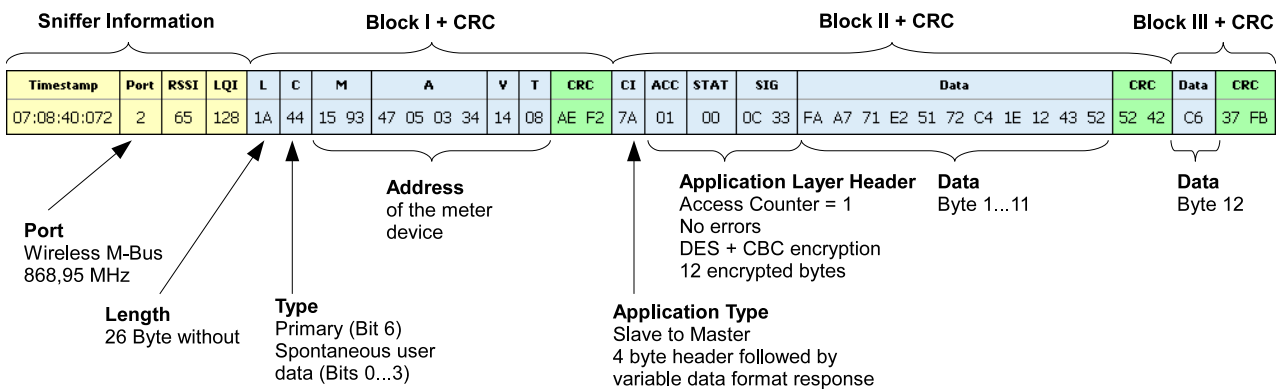 Sniffer Information Block I + CRC Block II + CRC Block III + CRC
Timestamp Port RSSI LQI L C M A V T CRC CI ACC STAT SIG Data CRC Data CRC
07:08:40:072 2 65 128 1A 44 15 93 47 05 03 34 14 08 AE F2 7A 01 00 0C 33 FA A7 71 E2 51 72 C4 1E 12 43 52 52 42 C6 37 FB
Port
Wireless M-Bus
868,95 MHz
Length
26 Byte without
Type
Primary (Bit 6)
Spontaneous user
data (Bits 0...3)
Address
of the meter
device
Application Type
Slave to Master
4 byte header followed by
variable data format response
Application Layer Header
Access Counter = 1
No errors
DES + CBC encryption
12 encrypted bytes
Data
Byte 1...11
Data
Byte 12